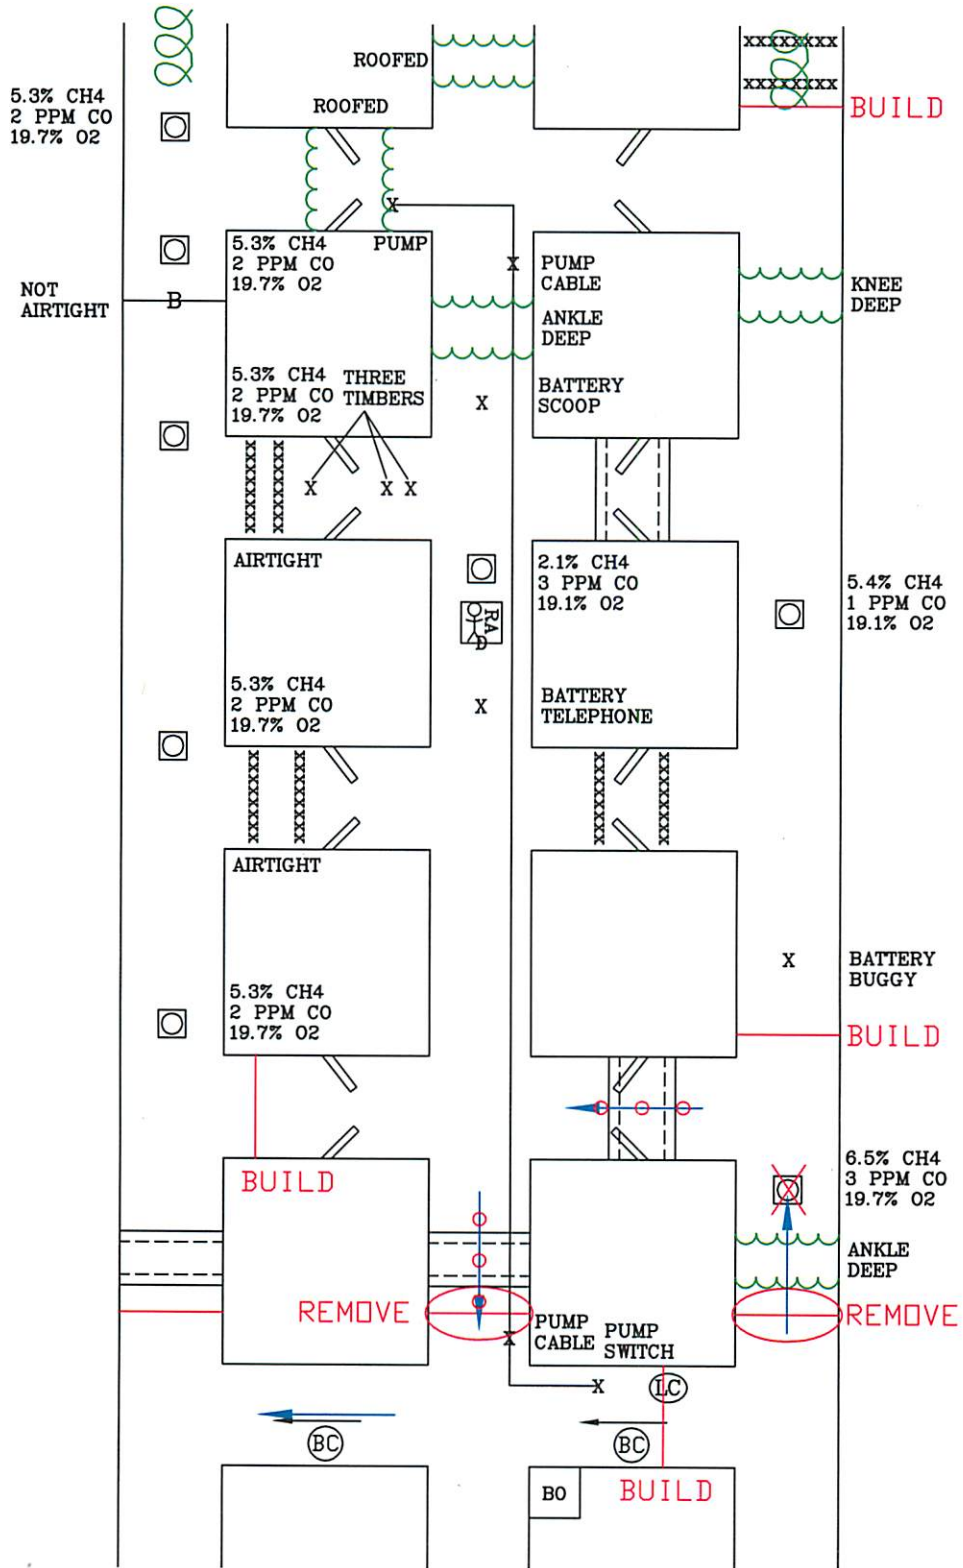 ROOFED
ROOFED
XXXXXXXX
XXXXXXXX
BUILD
5.3% CH4
2 PPM CO
19.7% O2
X
5.3% CH4
2 PPM CO
19.7% O2
PUMP
X
PUMP
CABLE
NOT
AIRTIGHT
B
ANKLE
DEEP
KNEE
DEEP
5.3% CH4
2 PPM CO
19.7% O2
THREE
TIMBERS
X
BATTERY
SCOOP
X
X X
AIRTIGHT
RA
D
2.1% CH4
3 PPM CO
19.1% O2
5.4% CH4
1 PPM CO
19.1% O2
5.3% CH4
2 PPM CO
19.7% O2
X
BATTERY
TELEPHONE
AIRTIGHT
X
BATTERY
BUGGY
5.3% CH4
2 PPM CO
19.7% O2
BUILD
BUILD
6.5% CH4
3 PPM CO
19.7% O2
ANKLE
DEEP
REMOVE
X
PUMP
CABLE
PUMP
SWITCH
REMOVE
X
LC
BC
BC
BO
BUILD